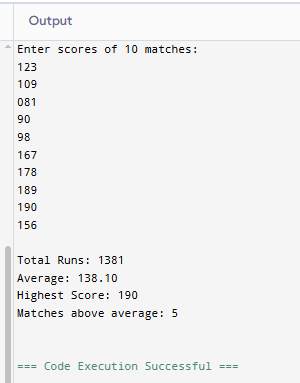 Output
Enter scores of 10 matches:
123
109
081
90
98
167
178
189
190
156
Total Runs: 1381
Average: 138.10
Highest Score: 190
Matches above average: 5
=== Code Execution Successful ===